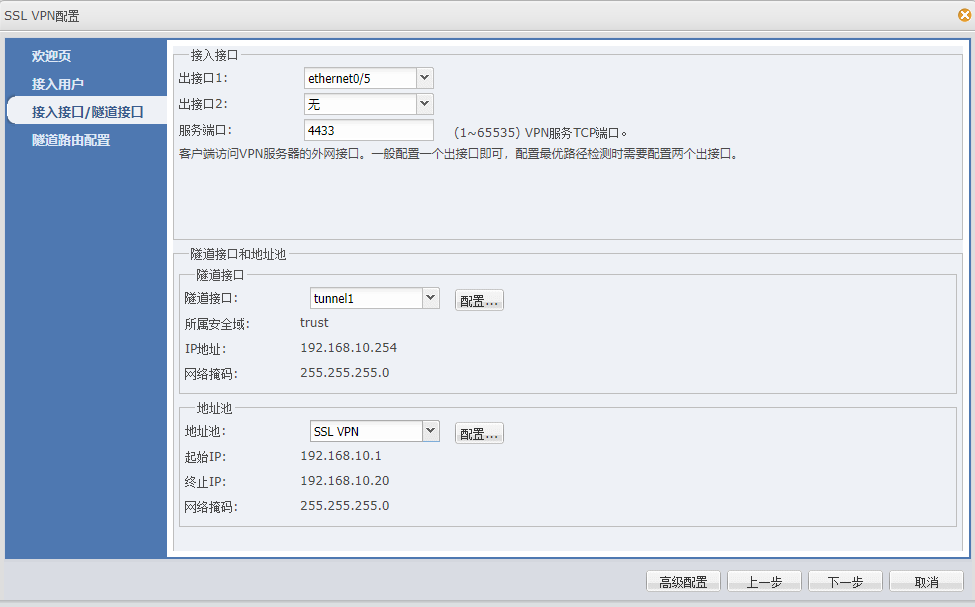 SSL VPN配置
欢迎页
接入用户
接入接口/隧道接口
隧道路由配置
接入接口
出接口1: ethernet0/5
出接口2: 无
服务端口: 4433 (1~65535) VPN服务TCP端口。
客户端访问VPN服务器的外网接口。一般配置一个出接口即可，配置最优路径检测时需要配置两个出接口。
隧道接口和地址池
隧道接口
隧道接口: tunnel1 配置...
所属安全域: trust
IP地址: 192.168.10.254
网络掩码: 255.255.255.0
地址池
地址池: SSL VPN 配置...
起始IP: 192.168.10.1
终止IP: 192.168.10.20
网络掩码: 255.255.255.0
高级配置 上一步 下一步 取消